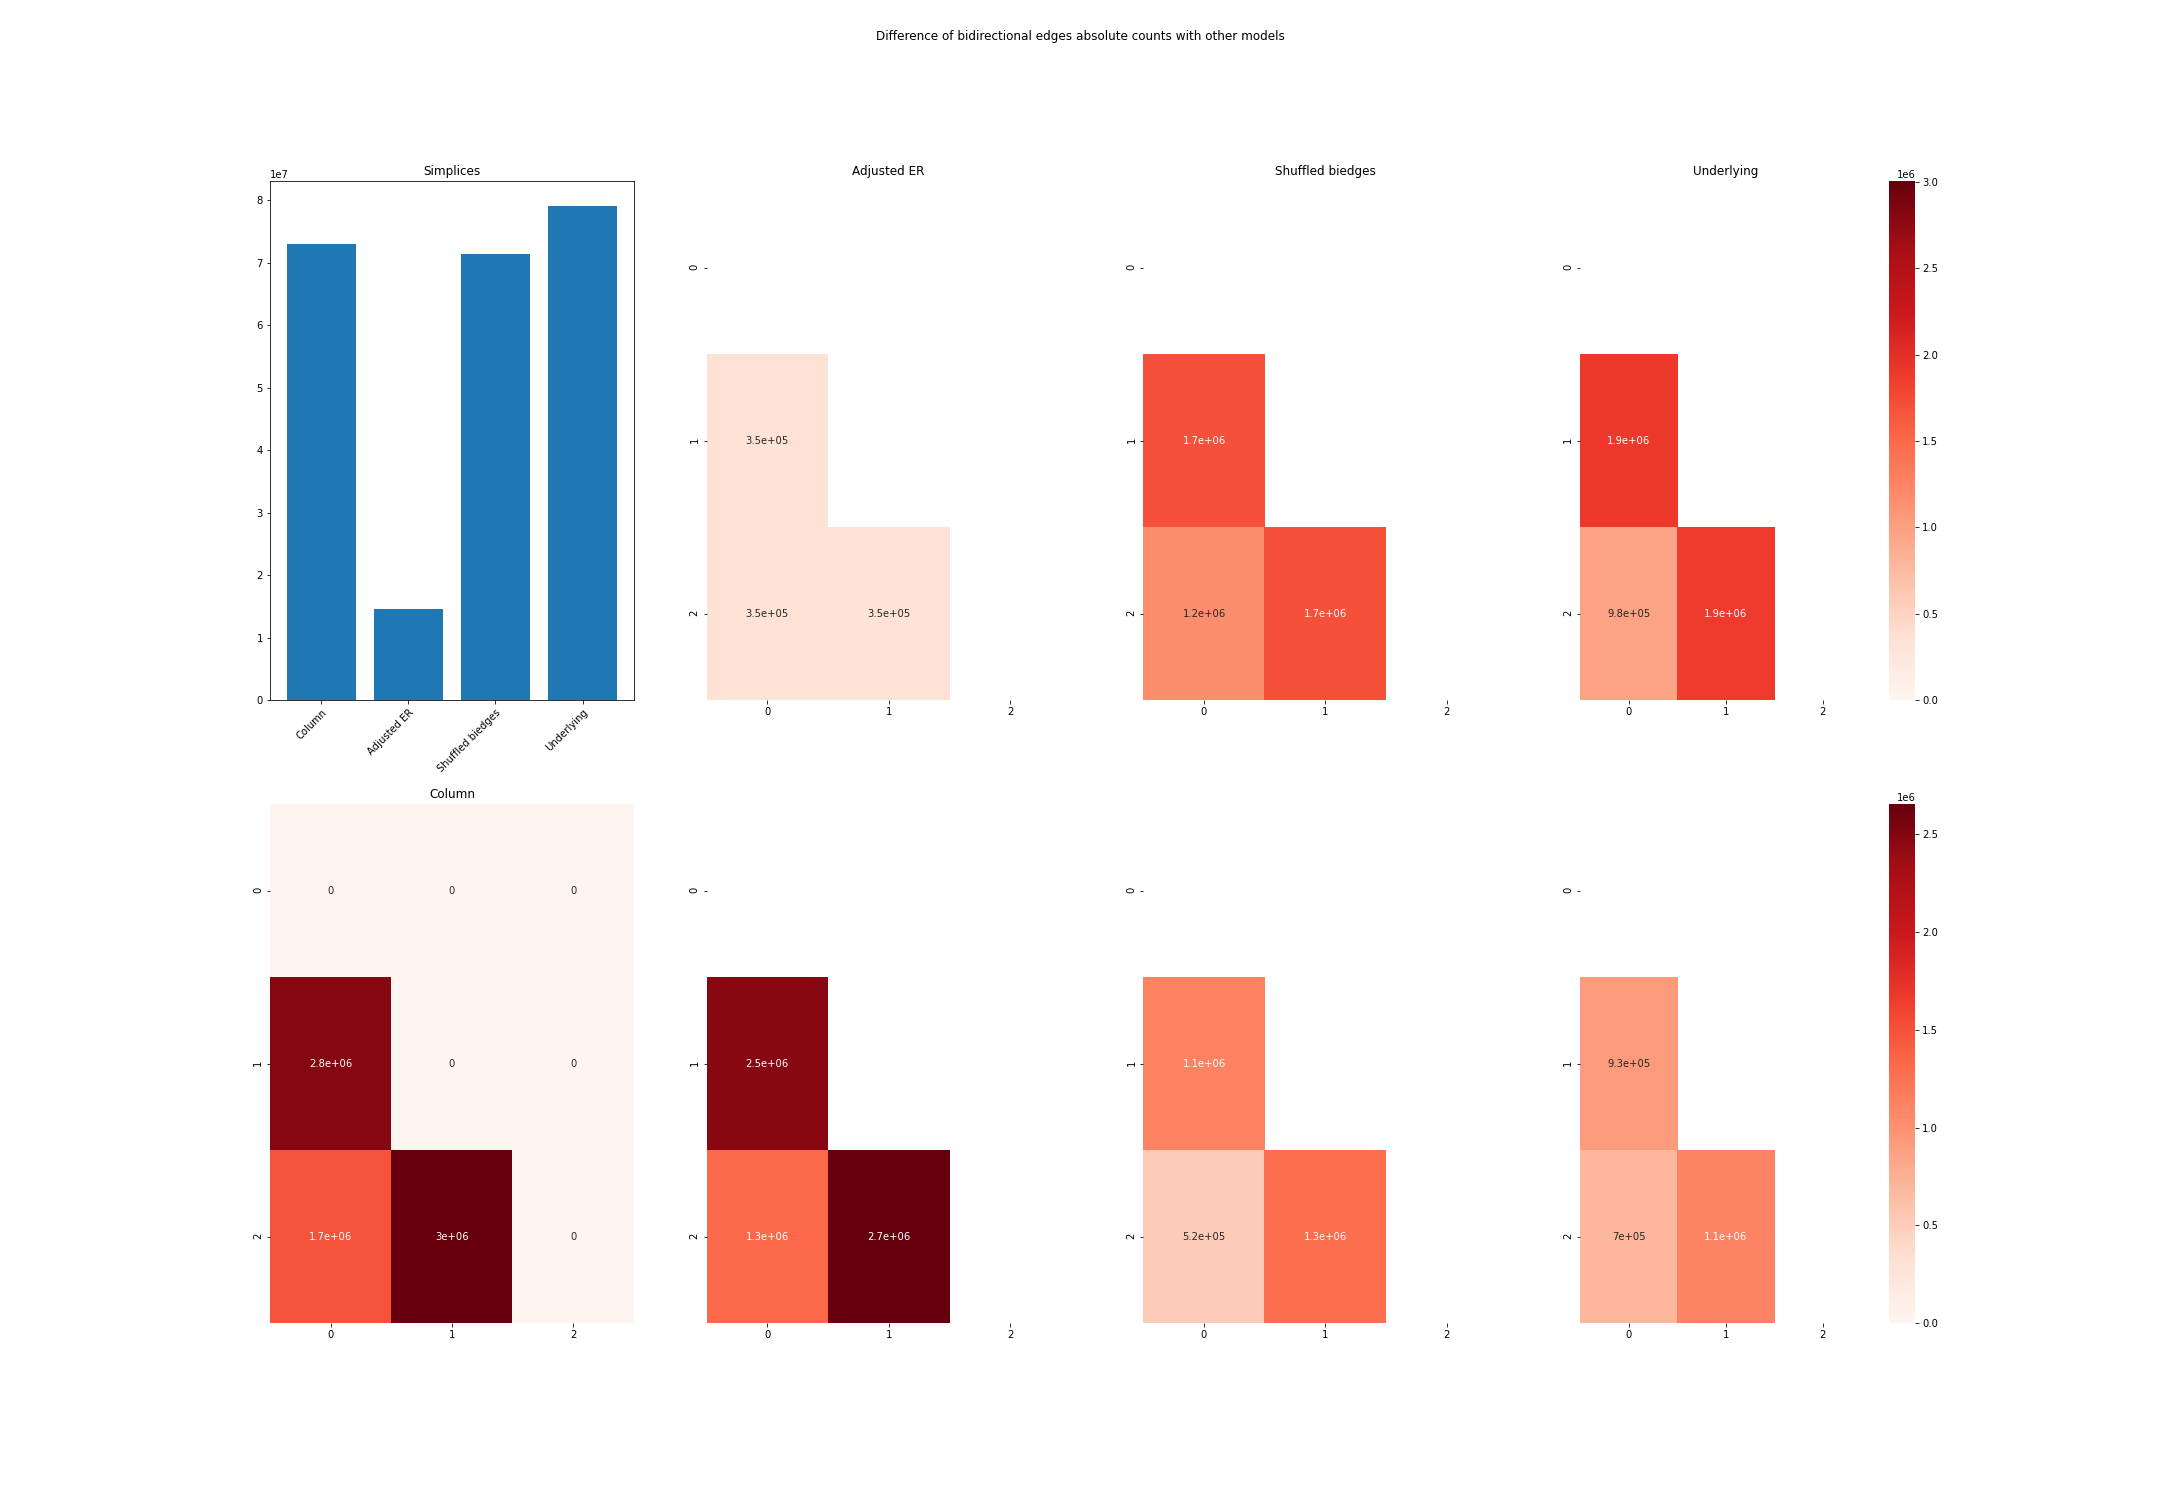 Difference of bidirectional edges absolute counts with other models
Simplices
1e7
8
7
6
5
4
3
2
1
0
Column
Adjusted ER
Shuffled biedges
Underlying
Adjusted ER
0
1
2
3.5e+05
3.5e+05 3.5e+05
0 1 2
Shuffled biedges
0
1
2
1.7e+06
1.2e+06 1.7e+06
0 1 2
Underlying
0
1
2
1.9e+06
9.8e+05 1.9e+06
0 1 2
1e6
3.0
2.5
2.0
1.5
1.0
0.5
0.0
Column
0
1
2
0 0 0
2.8e+06 0 0
1.7e+06 3e+06 0
0 1 2
0
1
2
2.5e+06
1.3e+06 2.7e+06
0 1 2
0
1
2
1.1e+06
5.2e+05 1.3e+06
0 1 2
0
1
2
9.3e+05
7e+05 1.1e+06
0 1 2
1e6
2.5
2.0
1.5
1.0
0.5
0.0